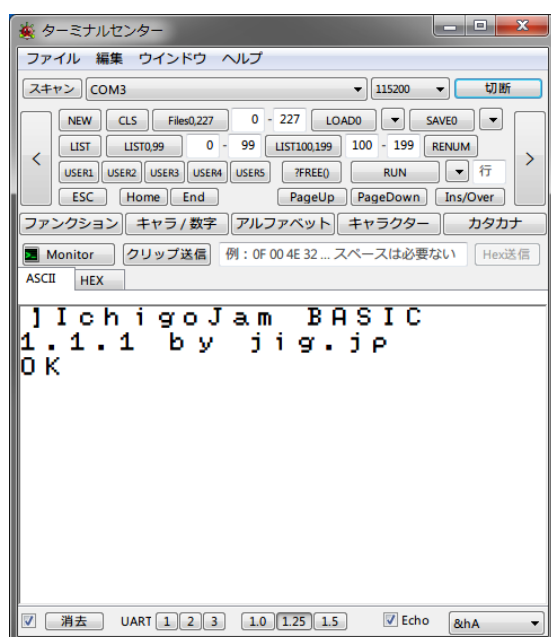 ターミナルセンター
ファイル 編集 ウインドウ ヘルプ
スキャン COM3 115200 切断
NEW CLS Files0,227 0 - 227 LOAD0 SAVE0
LIST LIST0,99 0 - 99 LIST100,199 100 - 199 RENUM
< USER1 USER2 USER3 USER4 USER5 ?FREE() RUN 行 >
ESC Home End PageUp PageDown Ins/Over
ファンクション キャラ/数字 アルファベット キャラクター カタカナ
Monitor クリップ送信 例：0F 00 4E 32 ... スペースは必要ない Hex送信
ASCII HEX
]IchigoJam BASIC
1.1.1 by jig.jp
OK
消去 UART 1 2 3 1.0 1.25 1.5 Echo &hA